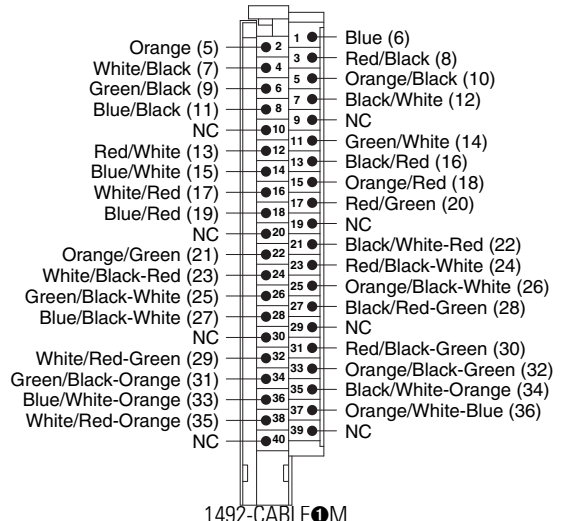 1 Blue (6)
Orange (5) 2
3 Red/Black (8)
White/Black (7) 4
5 Orange/Black (10)
Green/Black (9) 6
7 Black/White (12)
Blue/Black (11) 8
9 NC
NC 10
11 Green/White (14)
Red/White (13) 12
13 Black/Red (16)
Blue/White (15) 14
15 Orange/Red (18)
White/Red (17) 16
17 Red/Green (20)
Blue/Red (19) 18
19 NC
NC 20
21 Black/White-Red (22)
Orange/Green (21) 22
23 Red/Black-White (24)
White/Black-Red (23) 24
25 Orange/Black-White (26)
Green/Black-White (25) 26
27 Black/Red-Green (28)
Blue/Black-White (27) 28
29 NC
NC 30
31 Red/Black-Green (30)
White/Red-Green (29) 32
33 Orange/Black-Green (32)
Green/Black-Orange (31) 34
35 Black/White-Orange (34)
Blue/White-Orange (33) 36
37 Orange/White-Blue (36)
White/Red-Orange (35) 38
39 NC
NC 40
1492-CABLE❶M